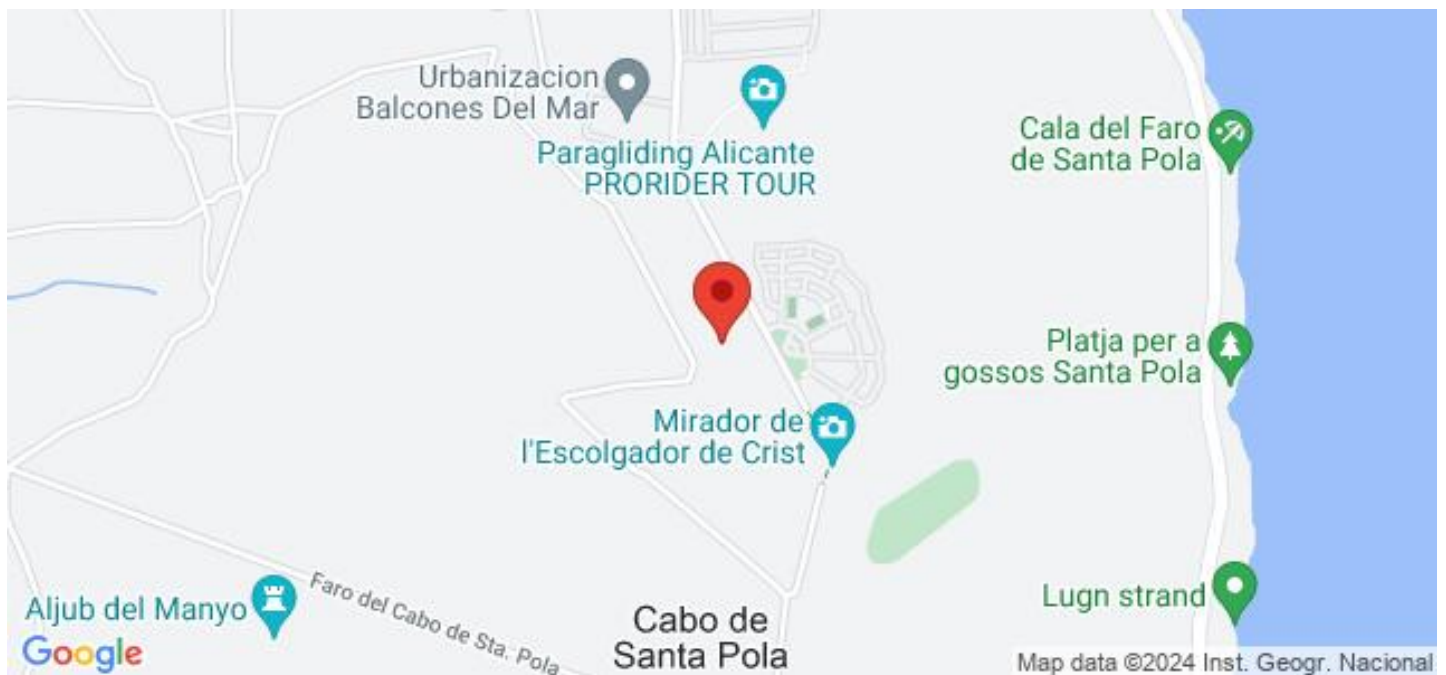 Urbanizacion
Balcones Del Mar
Paragliding Alicante
PRORIDER TOUR
Cala del Faro
de Santa Pola
Platja per a
gossos Santa Pola
Mirador de
l'Escolgador de Crist
Aljub del Manyo
Faro del Cabo de Sta. Pola
Cabo de
Santa Pola
Lugn strand
Google
Map data ©2024 Inst. Geogr. Nacional